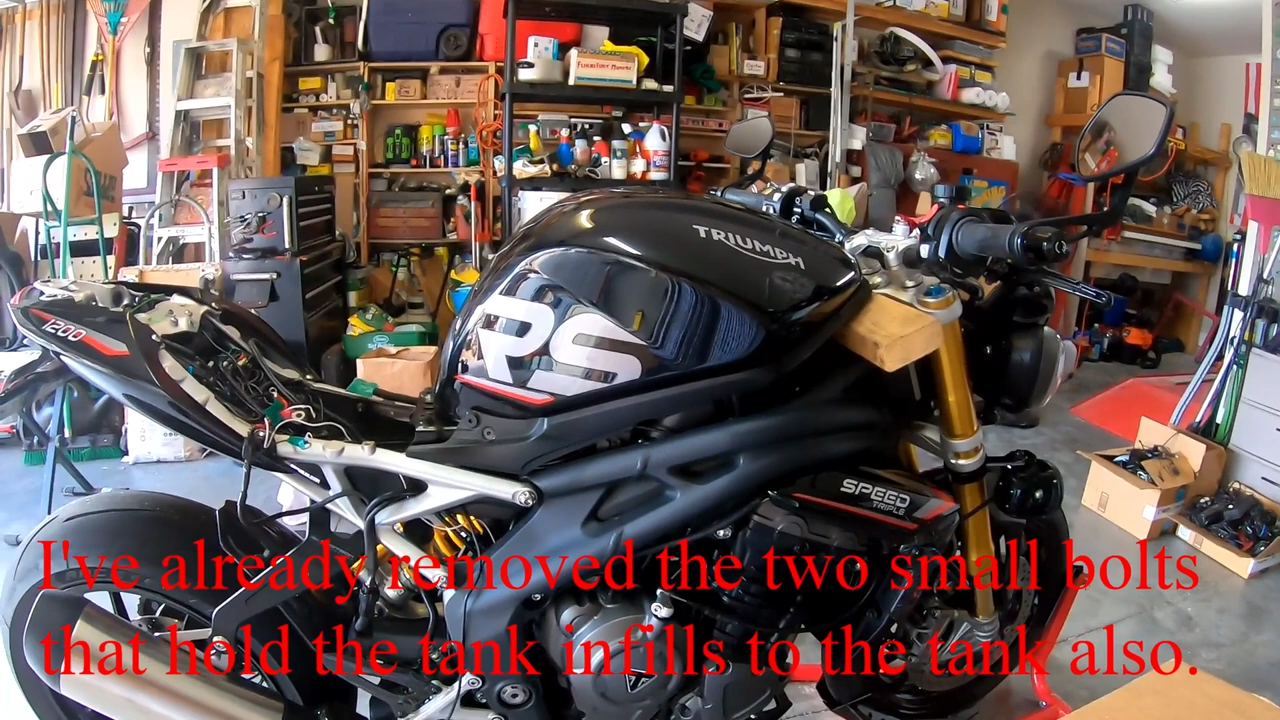 TRIUMPH
1200
RS
SPEED
TRIPLE
I've already removed the two small bolts
that hold the tank infills to the tank also.